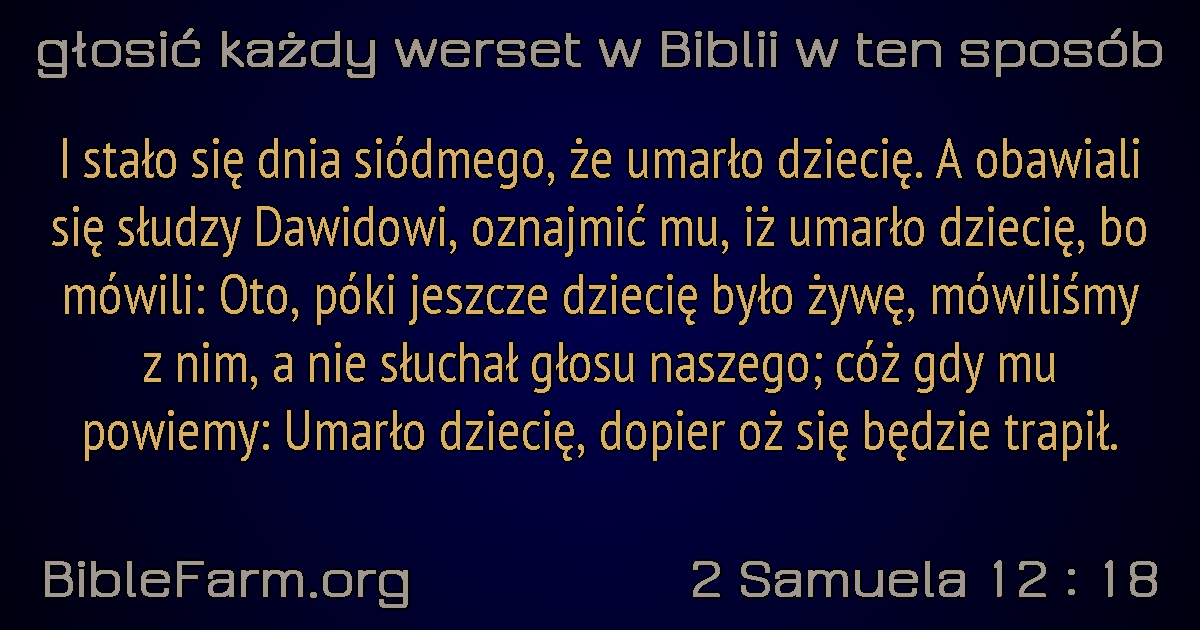 głosić każdy werset w Biblii w ten sposób
I stało się dnia siódmego, że umarło dziecię. A obawiali
się słudzy Dawidowi, oznajmić mu, iż umarło dziecię, bo
mówili: Oto, póki jeszcze dziecię było żywę, mówiliśmy
z nim, a nie słuchał głosu naszego; cóż gdy mu
powiemy: Umarło dziecię, dopier oż się będzie trapił.
BibleFarm.org
2 Samuela 12 : 18